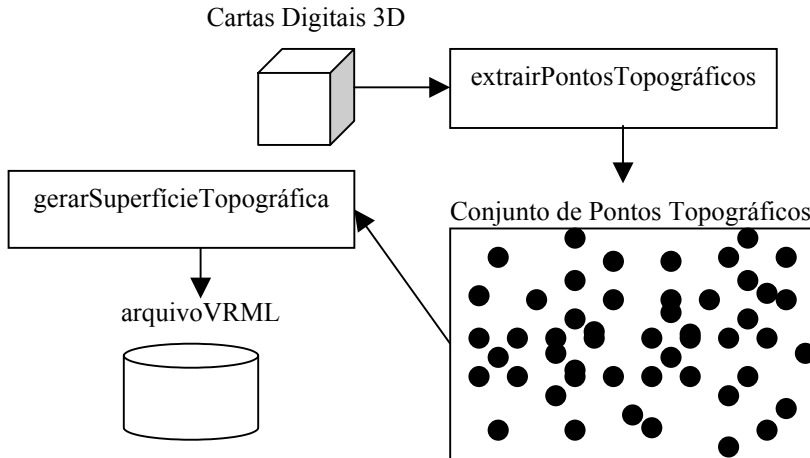 Cartas Digitais 3D
extrairPontosTopográficos
gerarSuperfícieTopográfica
Conjunto de Pontos Topográficos
arquivoVRML